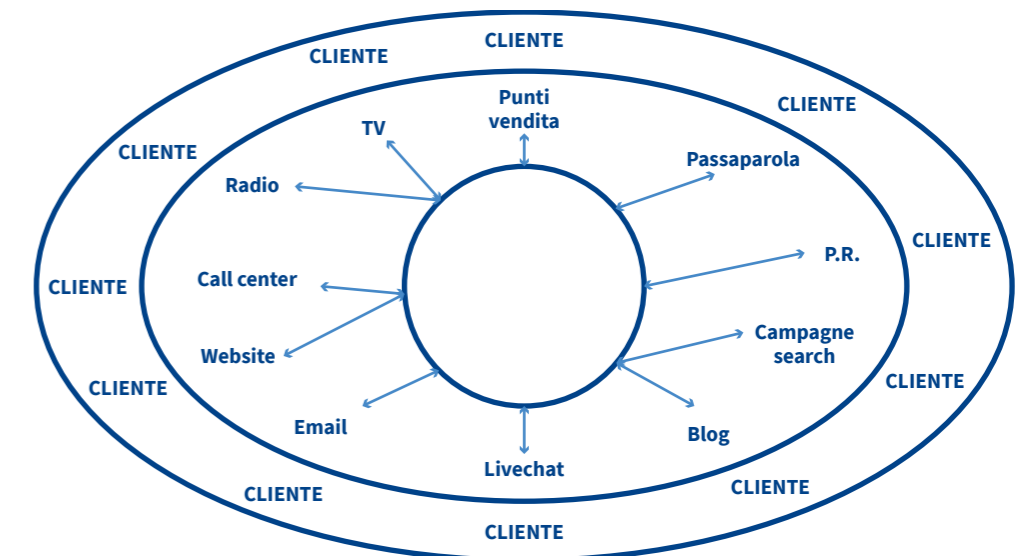 CLIENTE
CLIENTE
CLIENTE
CLIENTE
CLIENTE
CLIENTE
CLIENTE
CLIENTE
CLIENTE
CLIENTE
CLIENTE
CLIENTE
Punti
vendita
TV
Passaparola
Radio
P.R.
Call center
Campagne
search
Website
Email
Blog
Livechat